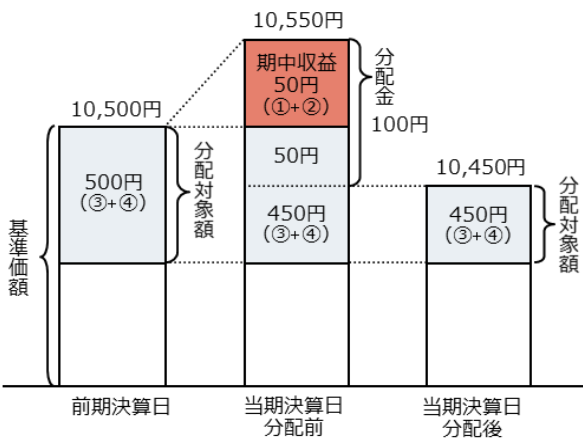 10,550円
期中収益
50円
(①+②)
分配金
100円
10,500円
500円
(③+④)
分配対象額
基準価額
50円
450円
(③+④)
10,450円
450円
(③+④)
分配対象額
前期決算日
当期決算日
分配前
当期決算日
分配後